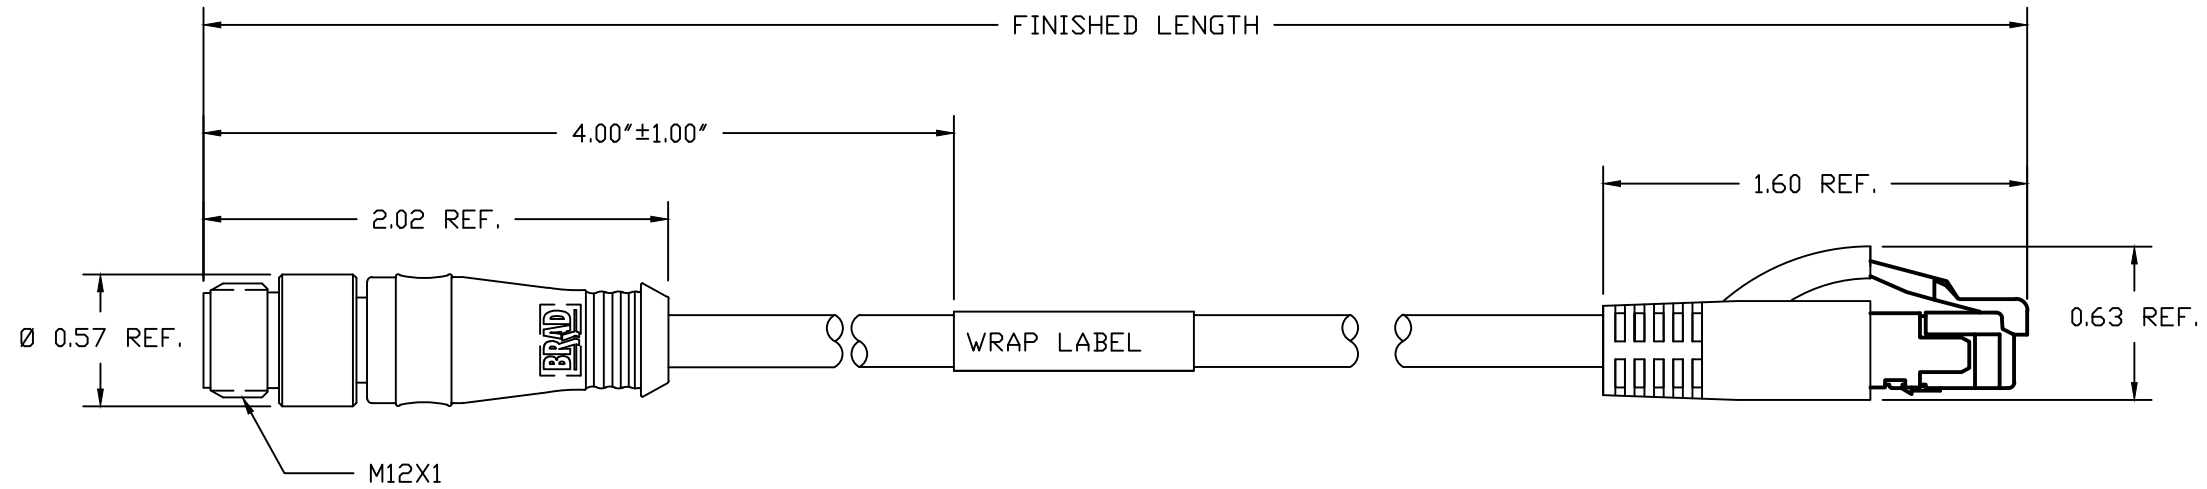 FINISHED LENGTH
4.00"±1.00"
1.60 REF.
2.02 REF.
Ø 0.57 REF.
BRAD
WRAP LABEL
0.63 REF.
M12X1